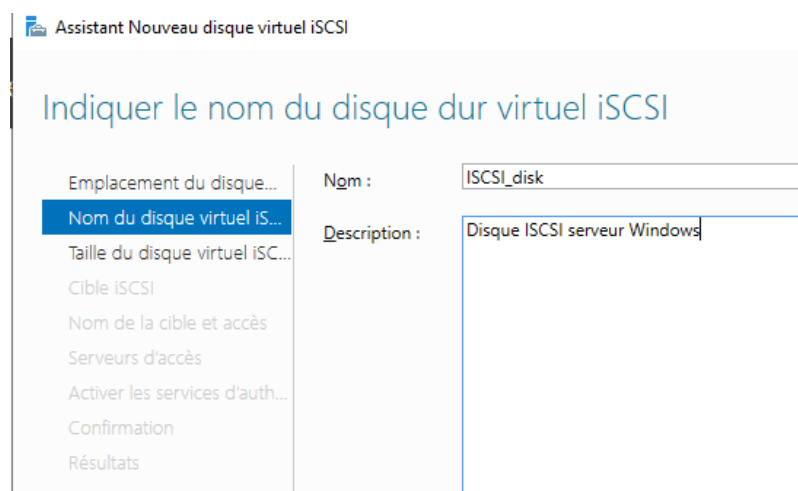 Assistant Nouveau disque virtuel iSCSI
Indiquer le nom du disque dur virtuel iSCSI
Emplacement du disque...
Nom du disque virtuel iS...
Taille du disque virtuel iSC...
Cible iSCSI
Nom de la cible et accès
Serveurs d'accès
Activer les services d'auth...
Confirmation
Résultats
Nom :
ISCSI_disk
Description :
Disque ISCSI serveur Windows